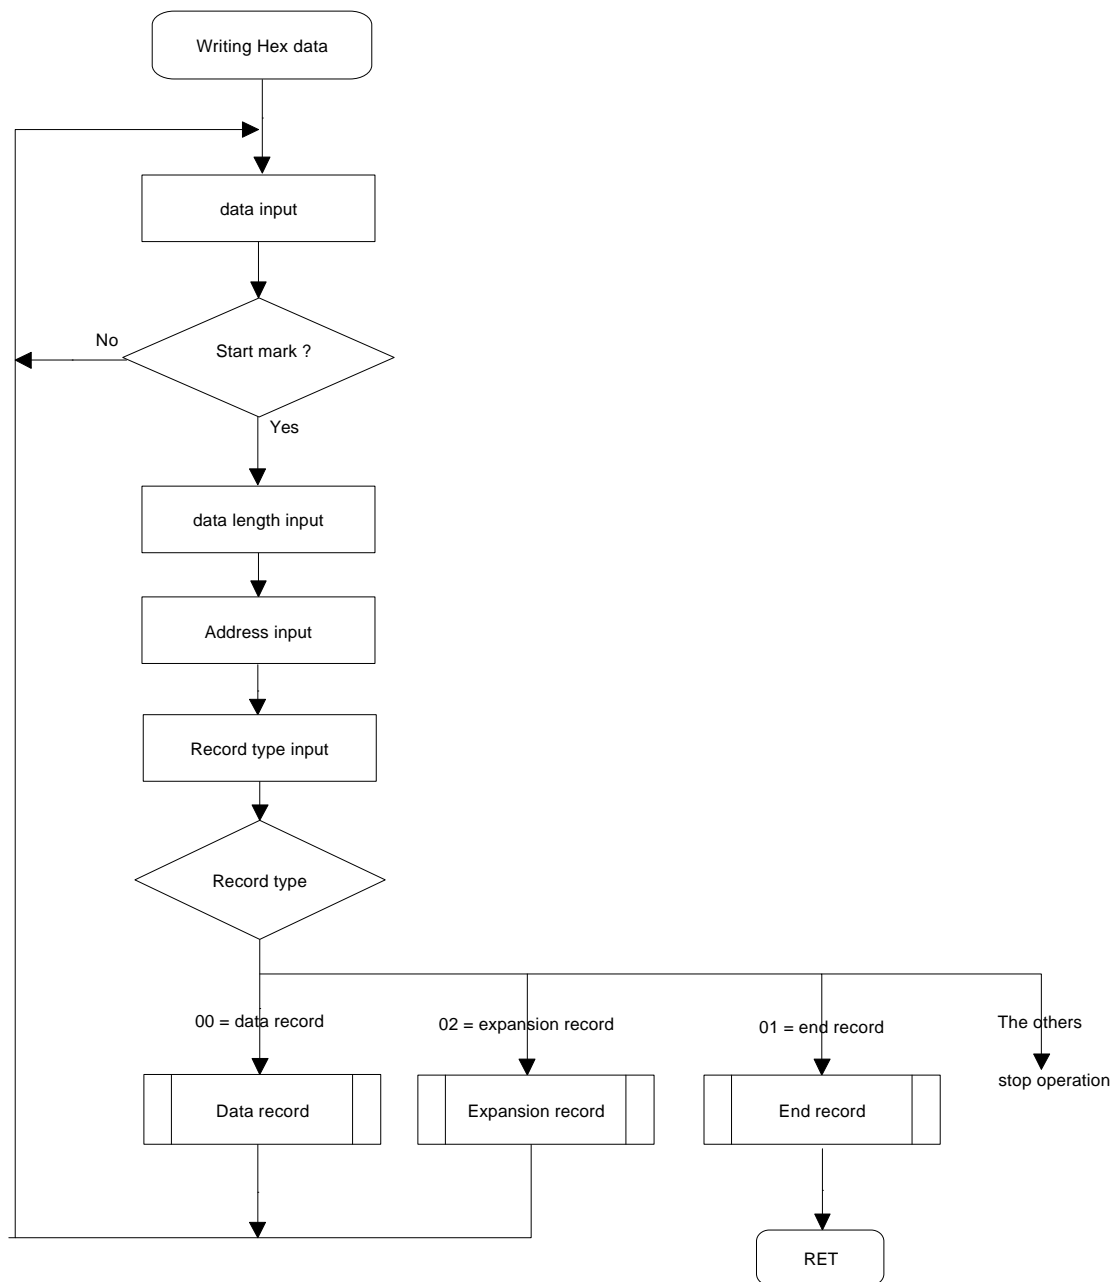 Writing Hex data
data input
No
Start mark ?
Yes
data length input
Address input
Record type input
Record type
00 = data record
02 = expansion record
01 = end record
The others
stop operation
Data record
Expansion record
End record
RET